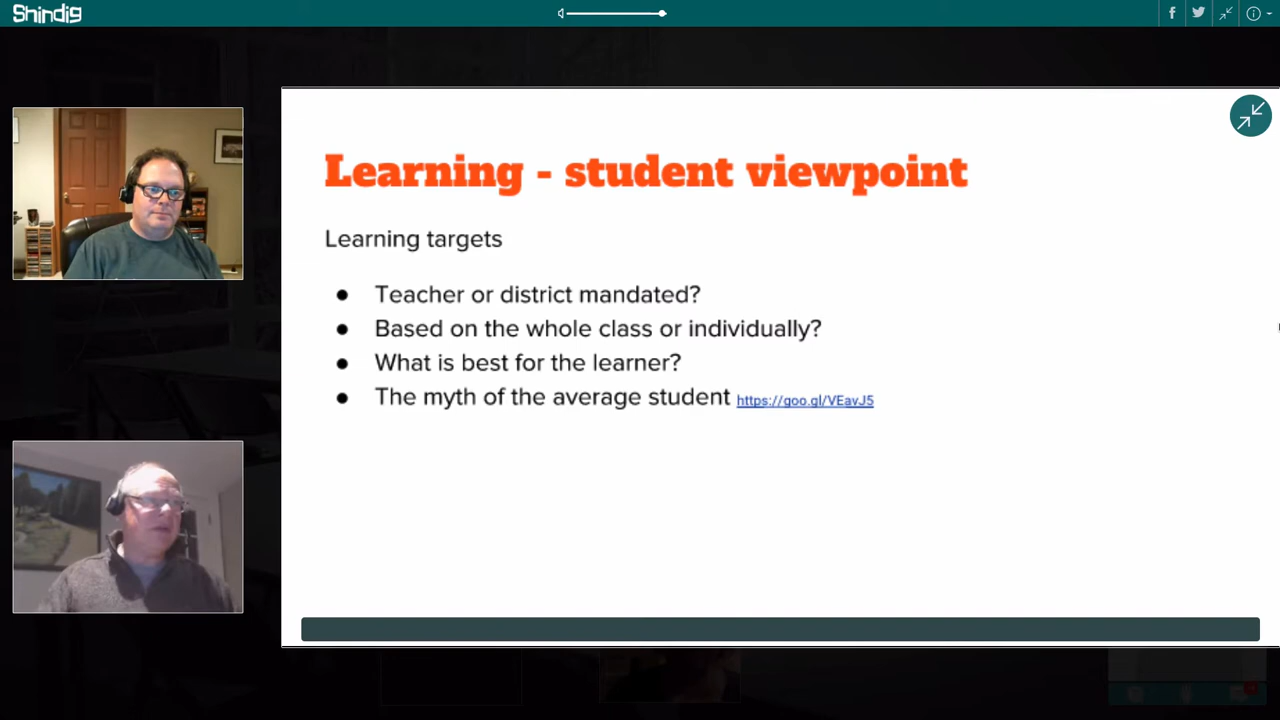 Shindig
Learning - student viewpoint
Learning targets
● Teacher or district mandated?
● Based on the whole class or individually?
● What is best for the learner?
● The myth of the average student https://goo.gl/VEavJ5